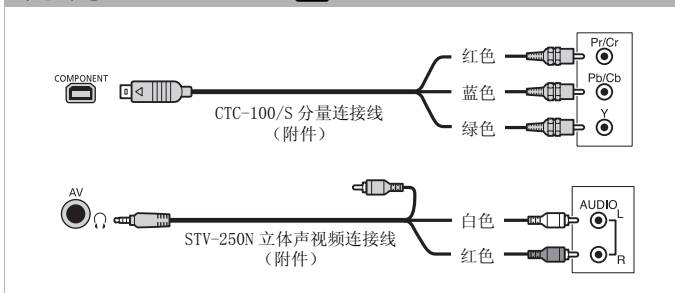 COMPONENT
CTC-100/S 分量连接线
（附件）
红色
蓝色
绿色
Pr/Cr
Pb/Cb
Y
AV
STV-250N 立体声视频连接线
（附件）
白色
红色
AUDIO
L
R